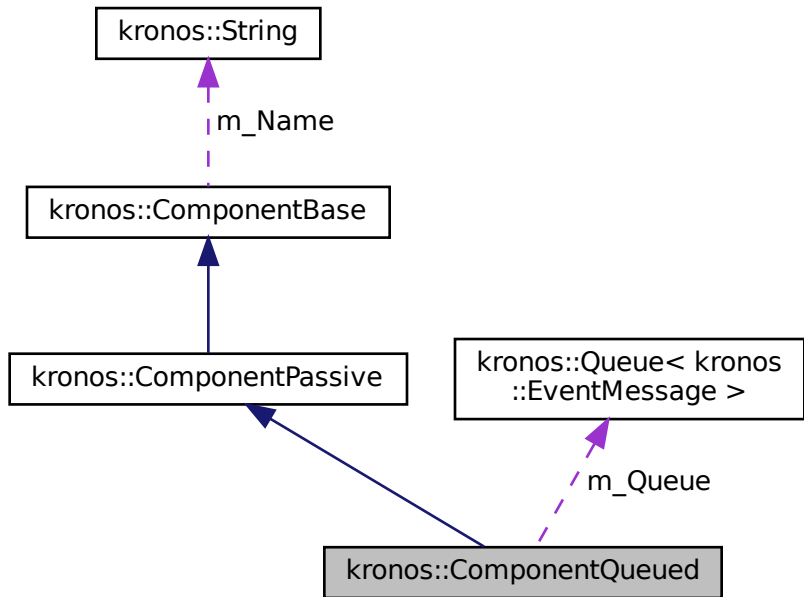 kronos::String
m_Name
kronos::ComponentBase
kronos::ComponentPassive
kronos::Queue< kronos
::EventMessage >
m_Queue
kronos::ComponentQueued